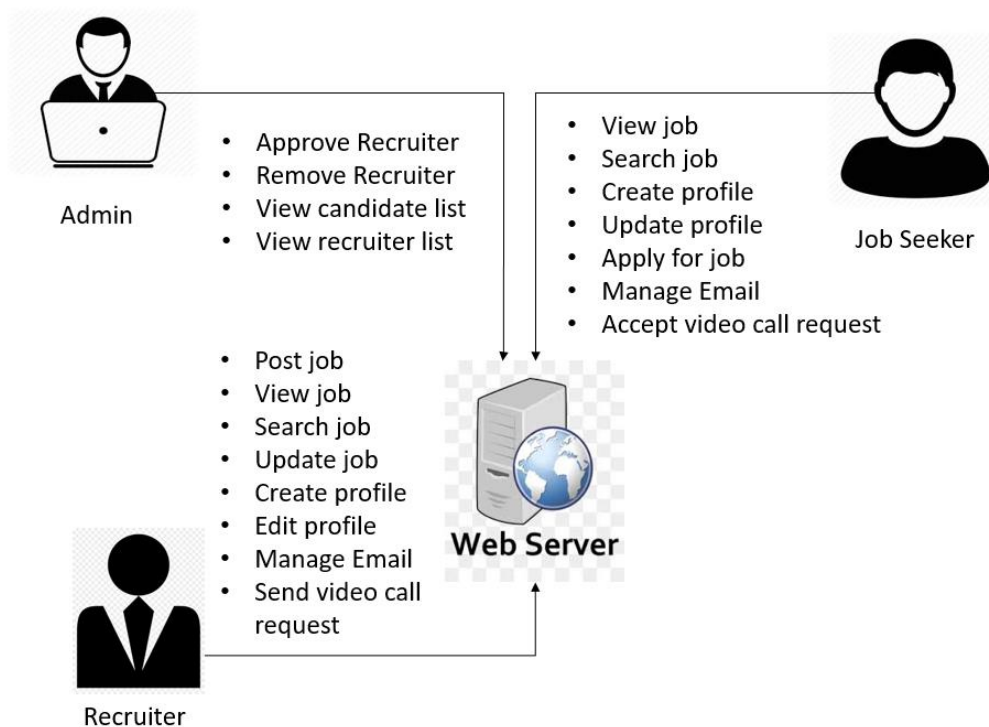 Admin
• Approve Recruiter
• Remove Recruiter
• View candidate list
• View recruiter list
• View job
• Search job
• Create profile
• Update profile
• Apply for job
• Manage Email
• Accept video call request
Job Seeker
• Post job
• View job
• Search job
• Update job
• Create profile
• Edit profile
• Manage Email
• Send video call
request
Web Server
Recruiter